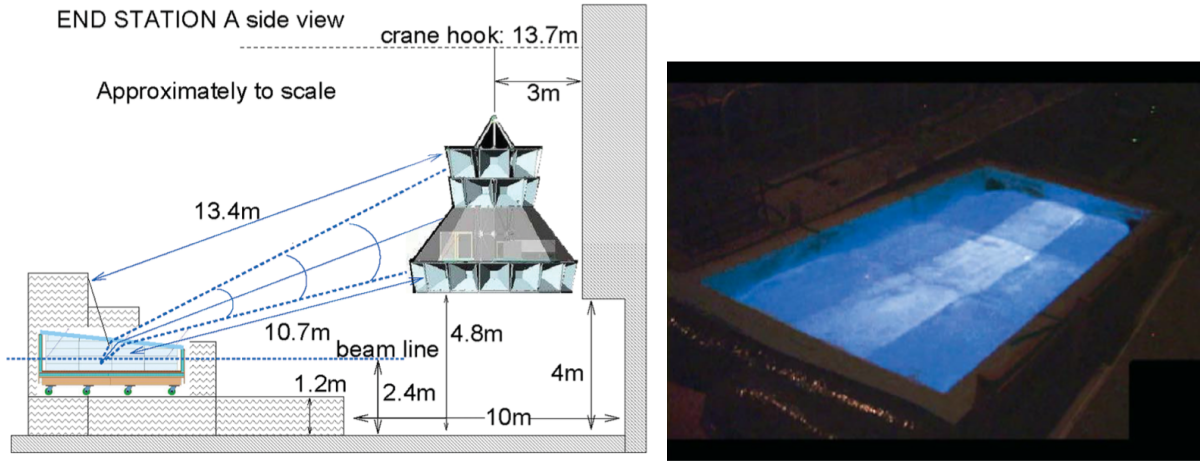 END STATION A side view
crane hook: 13.7m
Approximately to scale
3m
13.4m
10.7m
beam line
4.8m
4m
1.2m
2.4m
10m